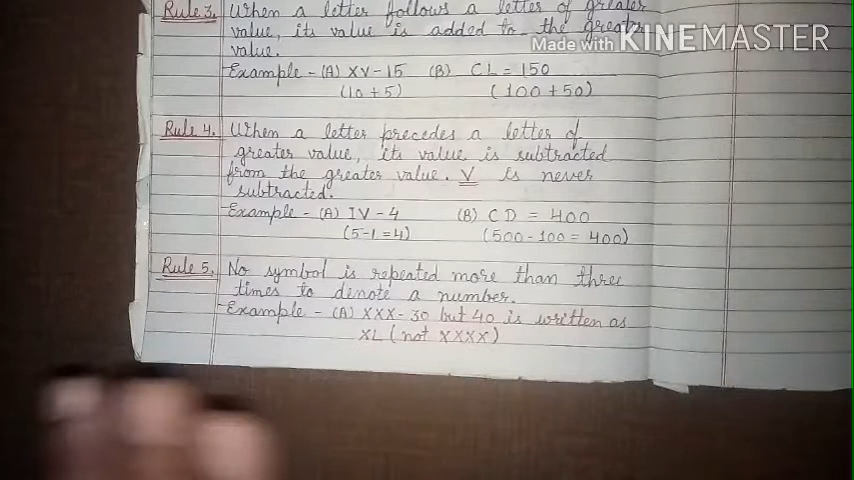 Rule 3. When a letter follows a letter of greater
value, its value is added to the greater
value.
Made with KINEMASTER
Example - (A) XV - 15 (B) CL = 150
(10 + 5) (100 + 50)
Rule 4. When a letter precedes a letter of
greater value, its value is subtracted
from the greater value. V is never
subtracted.
Example - (A) IV - 4 (B) CD = 400
(5-1=4) (500 - 100 = 400)
Rule 5. No symbol is repeated more than three
times to denote a number.
Example - (A) XXX - 30 but 40 is written as
XL (not XXXX)